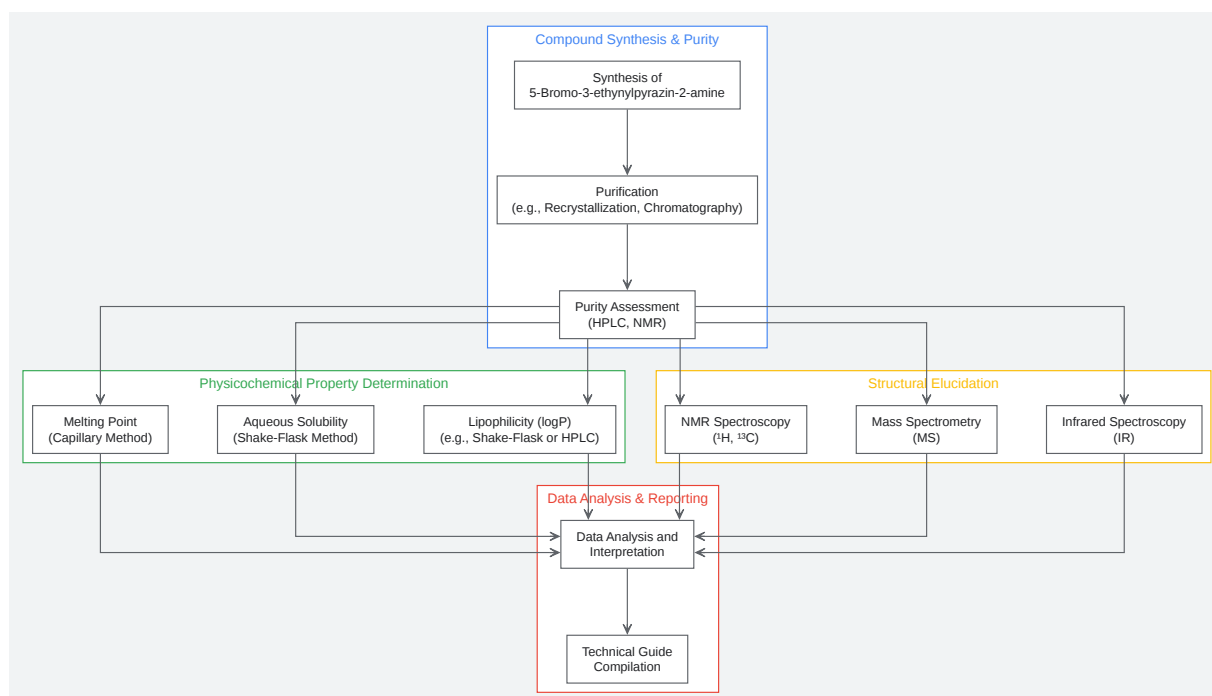 Compound Synthesis & Purity
Synthesis of
5-Bromo-3-ethynylpyrazin-2-amine
Purification
(e.g., Recrystallization, Chromatography)
Purity Assessment
(HPLC, NMR)
Physicochemical Property Determination
Melting Point
(Capillary Method)
Aqueous Solubility
(Shake-Flask Method)
Lipophilicity (logP)
(e.g., Shake-Flask or HPLC)
Structural Elucidation
NMR Spectroscopy
(¹H, ¹³C)
Mass Spectrometry
(MS)
Infrared Spectroscopy
(IR)
Data Analysis & Reporting
Data Analysis and
Interpretation
Technical Guide
Compilation